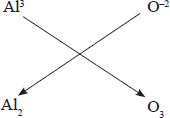 Al³ O⁻²
Al₂ O₃